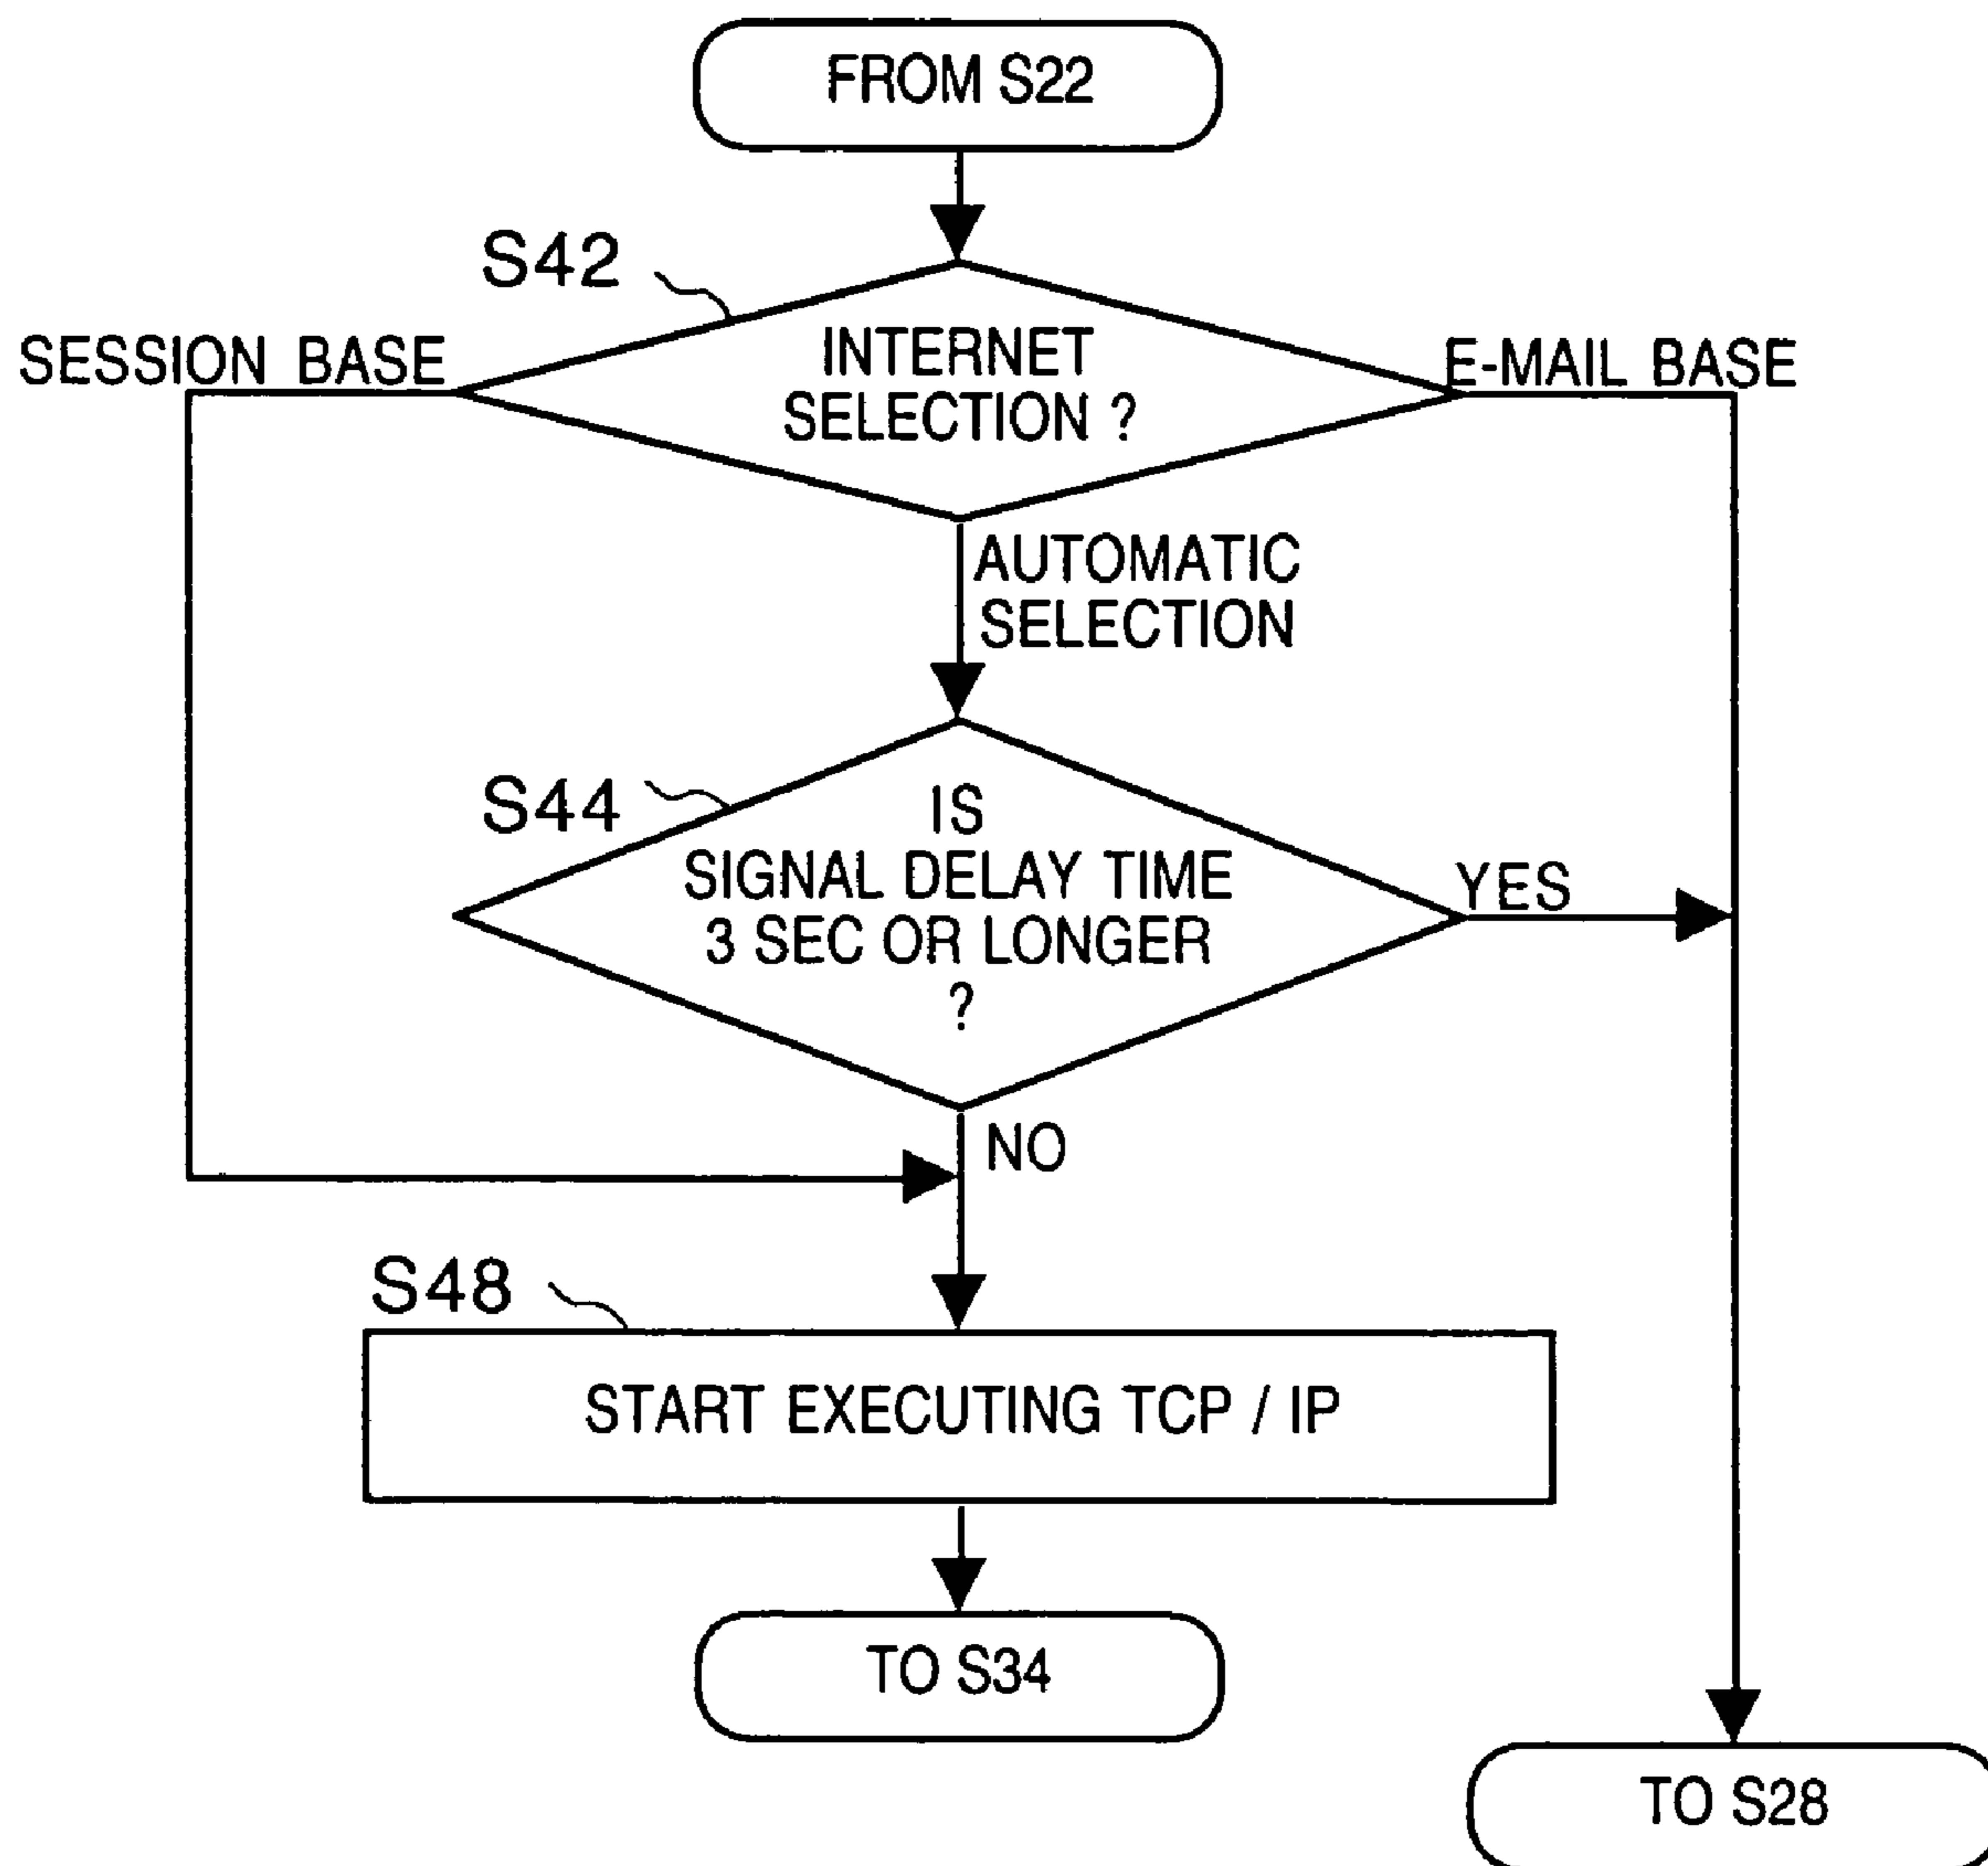 FROM S22
S42
SESSION BASE
INTERNET
SELECTION ?
E-MAIL BASE
AUTOMATIC
SELECTION
S44
IS
SIGNAL DELAY TIME
3 SEC OR LONGER
?
YES
NO
S48
START EXECUTING TCP / IP
TO S34
TO S28